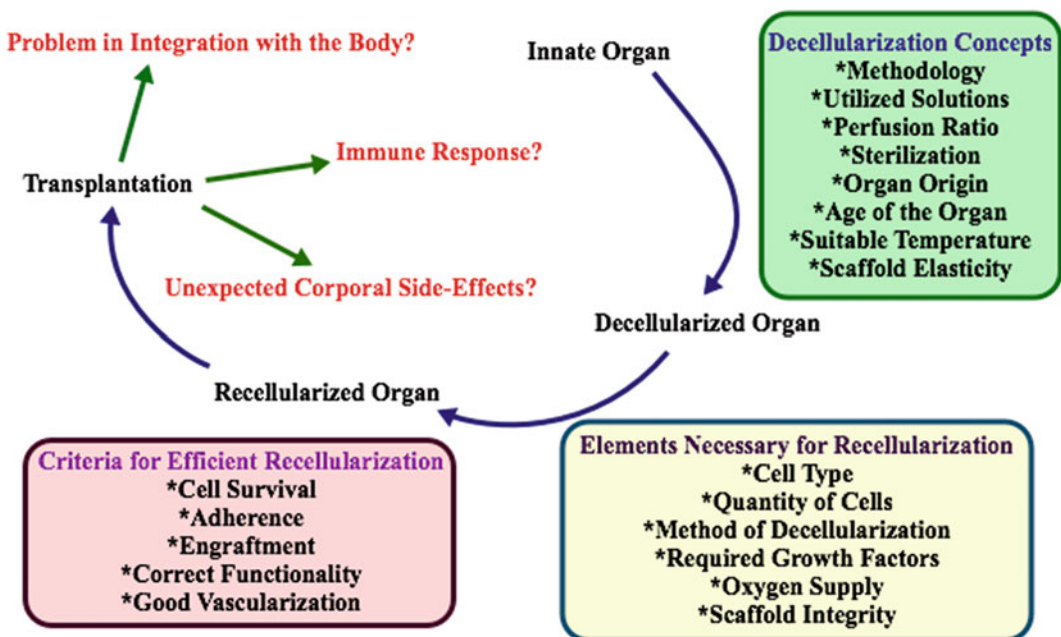 Problem in Integration with the Body?
Innate Organ
Immune Response?
Transplantation
Unexpected Corporal Side-Effects?
Decellularized Organ
Recellularized Organ
Decellularization Concepts
*Methodology
*Utilized Solutions
*Perfusion Ratio
*Sterilization
*Organ Origin
*Age of the Organ
*Suitable Temperature
*Scaffold Elasticity
Criteria for Efficient Recellularization
*Cell Survival
*Adherence
*Engraftment
*Correct Functionality
*Good Vascularization
Elements Necessary for Recellularization
*Cell Type
*Quantity of Cells
*Method of Decellularization
*Required Growth Factors
*Oxygen Supply
*Scaffold Integrity